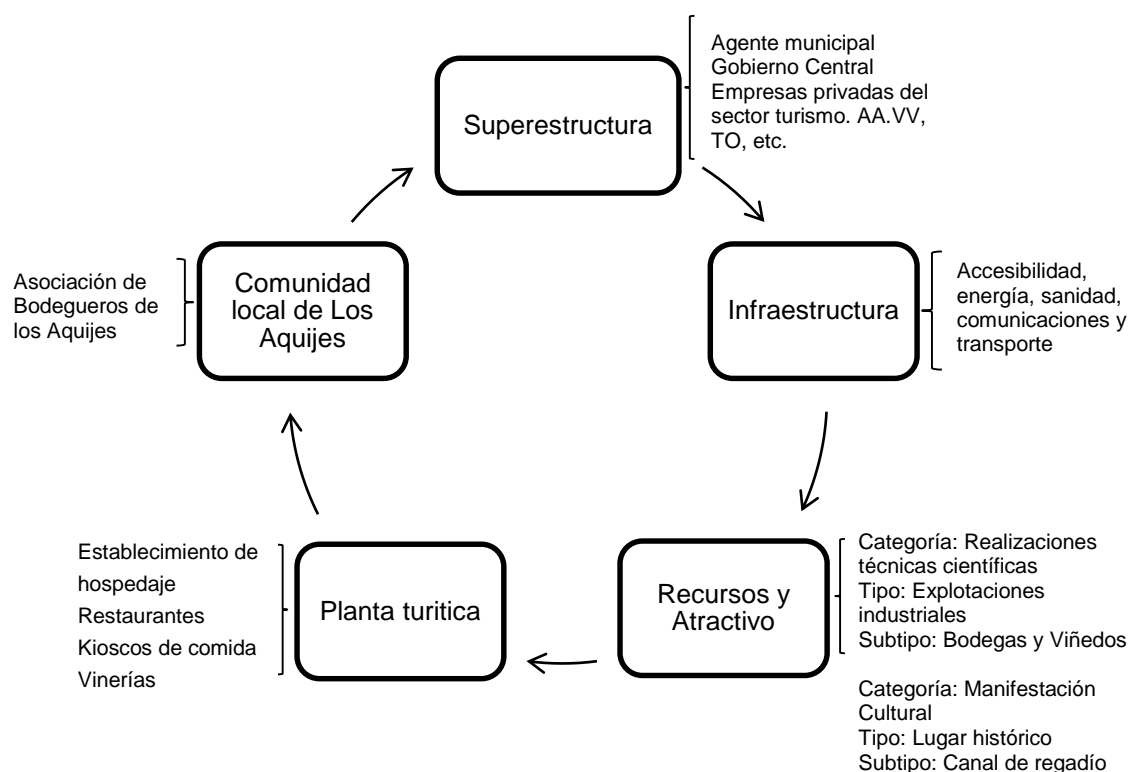 Superestructura
Agente municipal
Gobierno Central
Empresas privadas del
sector turismo. AA.VV,
TO, etc.
Infraestructura
Accesibilidad,
energía, sanidad,
comunicaciones y
transporte
Recursos y
Atractivo
Categoría: Realizaciones
técnicas científicas
Tipo: Explotaciones
industriales
Subtipo: Bodegas y Viñedos
Categoría: Manifestación
Cultural
Tipo: Lugar histórico
Subtipo: Canal de regadío
Planta turitica
Establecimiento de
hospedaje
Restaurantes
Kioscos de comida
Vinerías
Comunidad
local de Los
Aquijes
Asociación de
Bodegueros de
los Aquijes